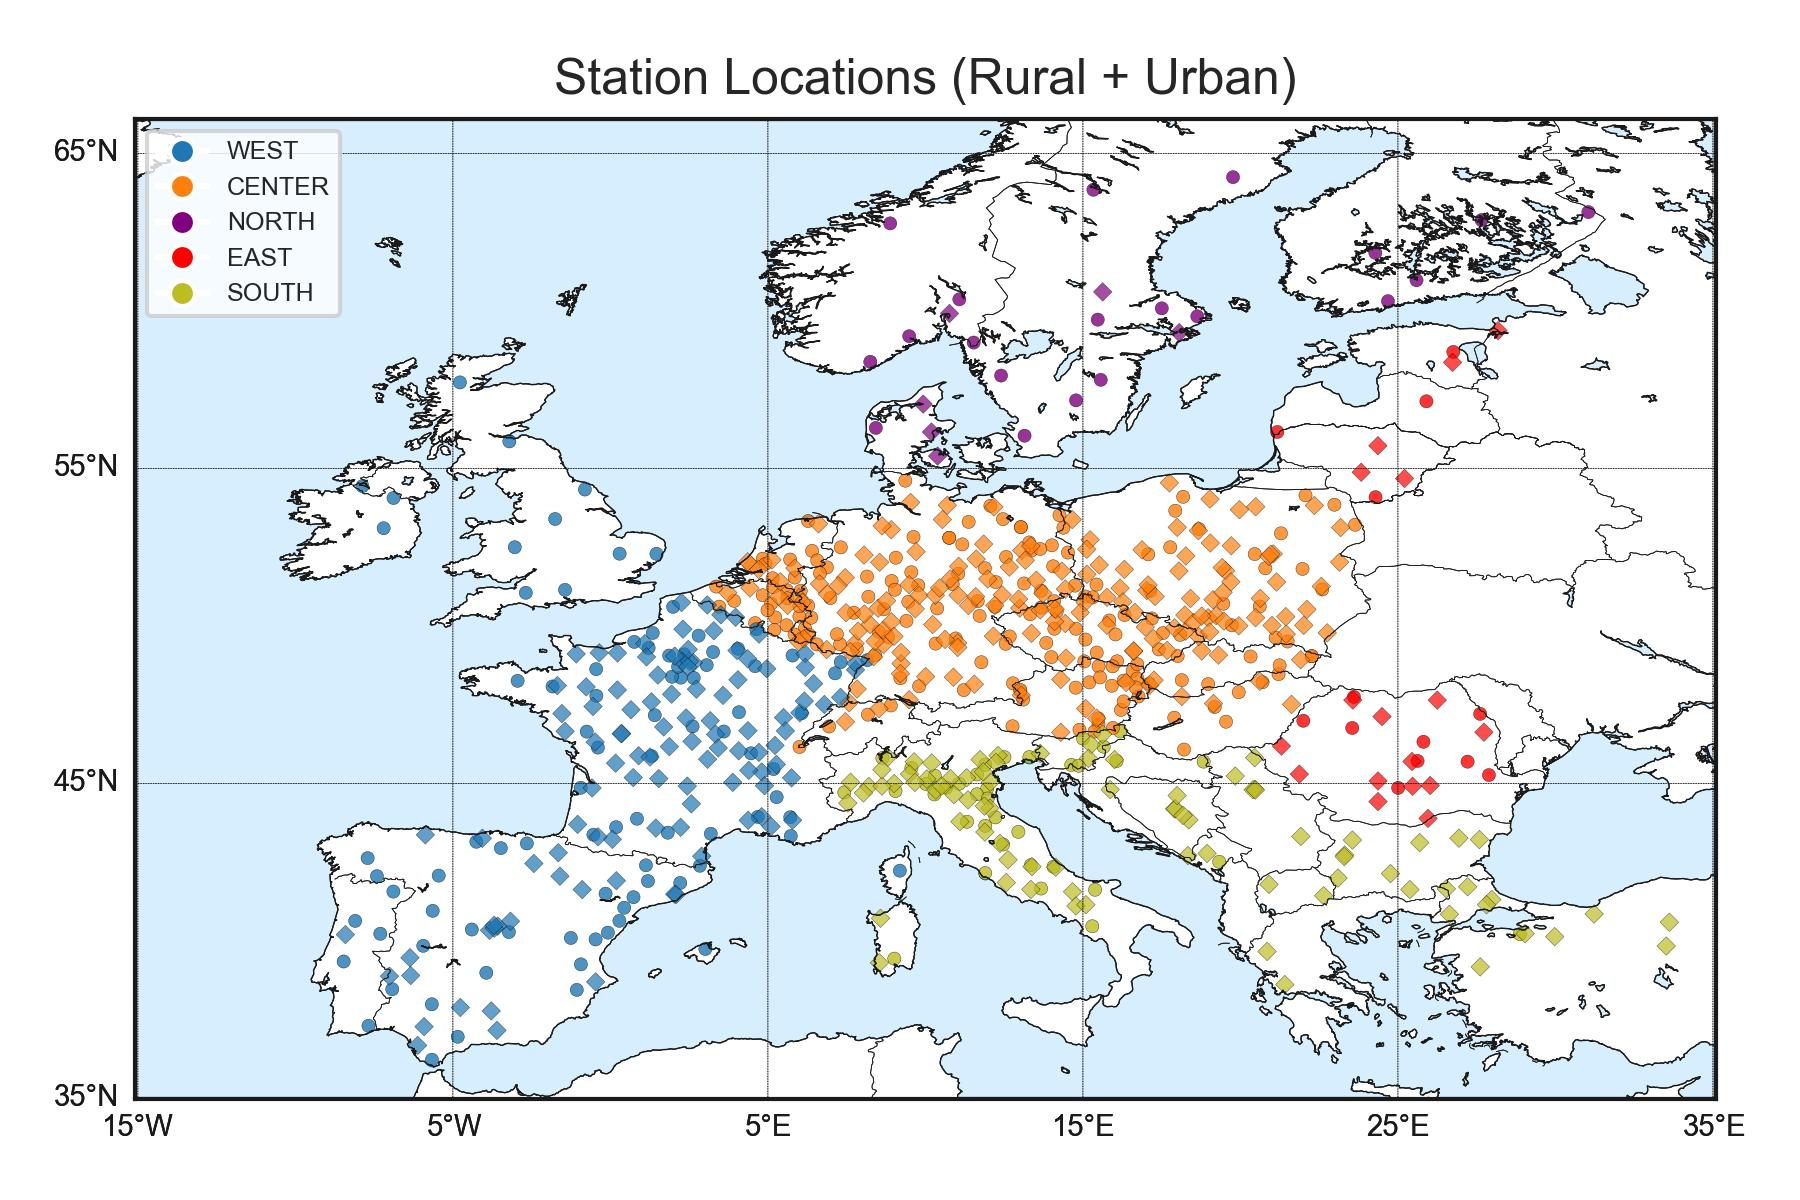 Station Locations (Rural + Urban)
WEST
CENTER
NORTH
EAST
SOUTH
65°N
55°N
45°N
35°N
15°W
5°W
5°E
15°E
25°E
35°E